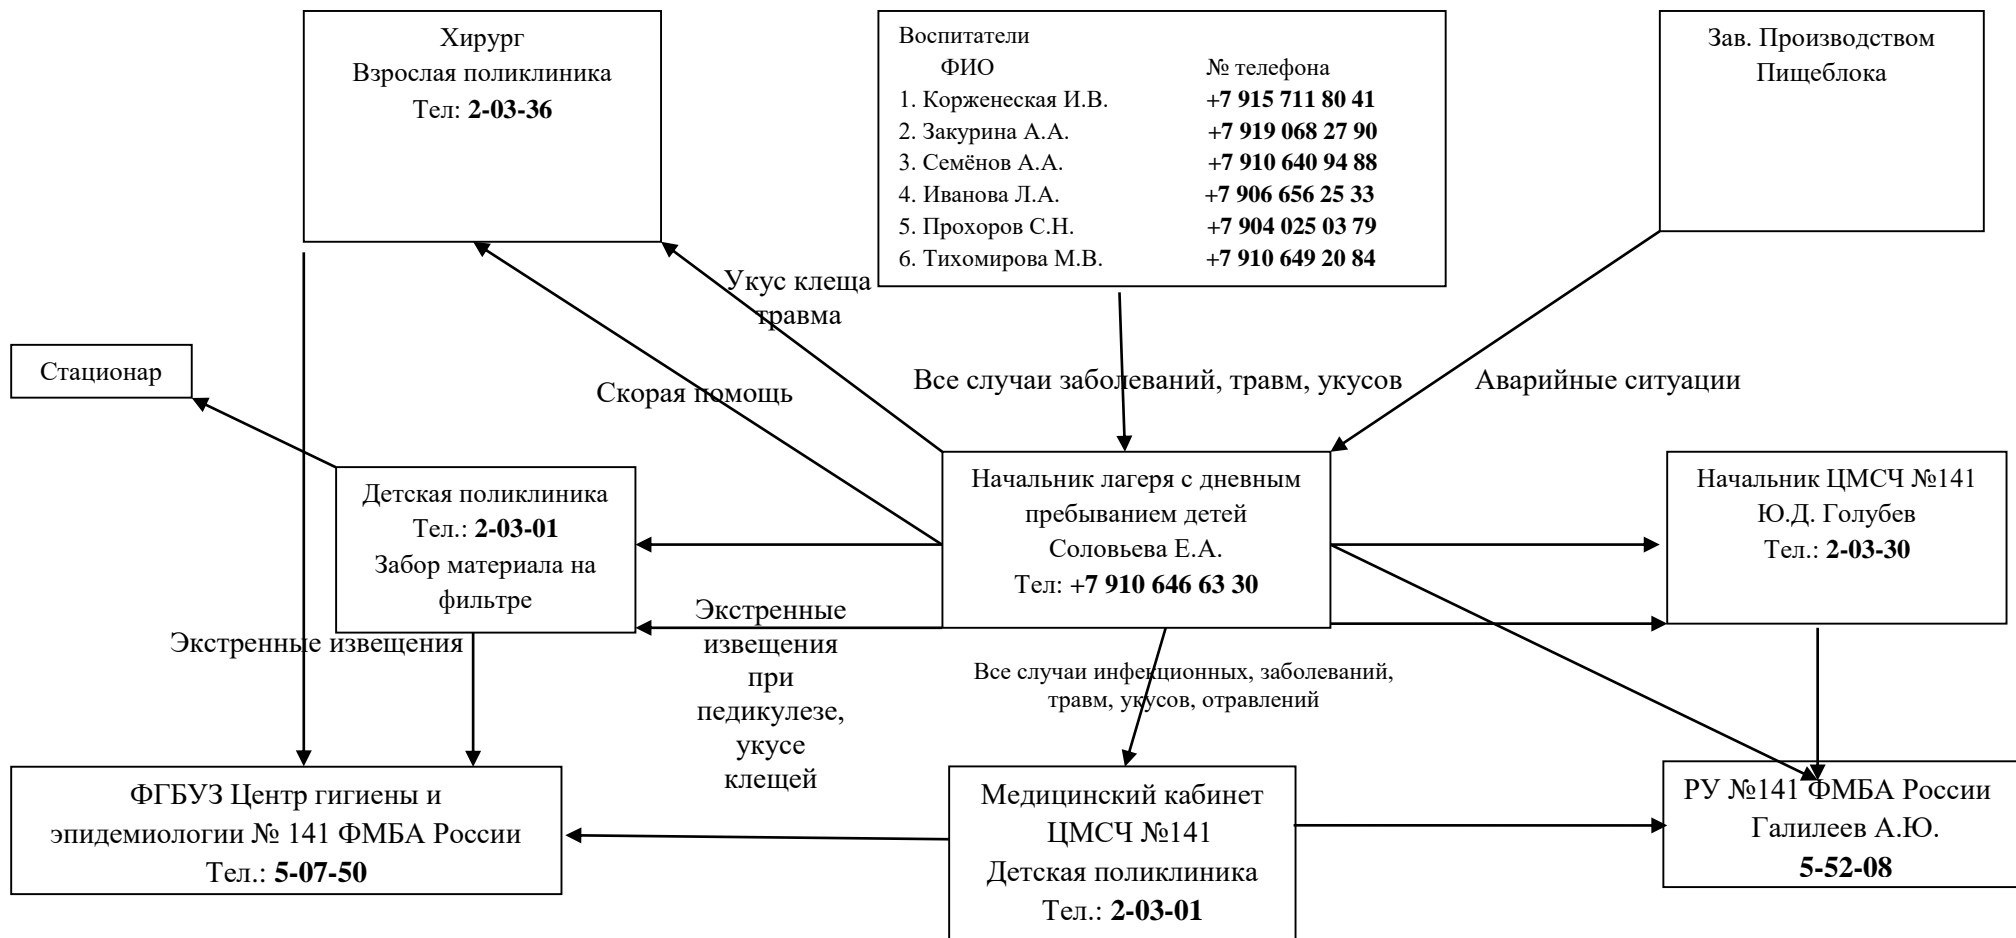 Хирург
Взрослая поликлиника
Тел: 2-03-36
Воспитатели
ФИО № телефона
1. Корженеская И.В. +7 915 711 80 41
2. Закурина А.А. +7 919 068 27 90
3. Семёнов А.А. +7 910 640 94 88
4. Иванова Л.А. +7 906 656 25 33
5. Прохоров С.Н. +7 904 025 03 79
6. Тихомирова М.В. +7 910 649 20 84
Зав. Производством
Пищеблока
Укус клеща
травма
Стационар
Скорая помощь
Все случаи заболеваний, травм, укусов
Аварийные ситуации
Детская поликлиника
Тел.: 2-03-01
Забор материала на
фильтре
Начальник лагеря с дневным
пребыванием детей
Соловьева Е.А.
Тел: +7 910 646 63 30
Начальник ЦМСЧ №141
Ю.Д. Голубев
Тел.: 2-03-30
Экстренные извещения
Экстренные
извещения
при
педикулезе,
укусе
клещей
Все случаи инфекционных, заболеваний,
травм, укусов, отравлений
ФГБУЗ Центр гигиены и
эпидемиологии № 141 ФМБА России
Тел.: 5-07-50
Медицинский кабинет
ЦМСЧ №141
Детская поликлиника
Тел.: 2-03-01
РУ №141 ФМБА России
Галилеев А.Ю.
5-52-08